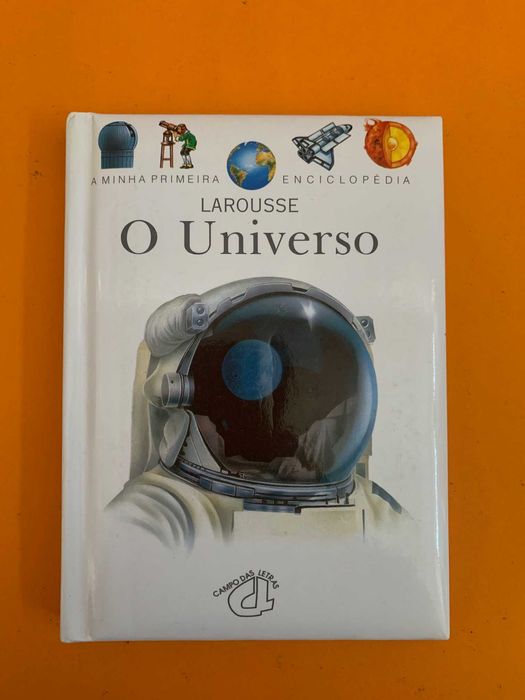 A MINHA PRIMEIRA ENCICLOPÉDIA
LAROUSSE
O Universo
CAMPO DAS LETRAS